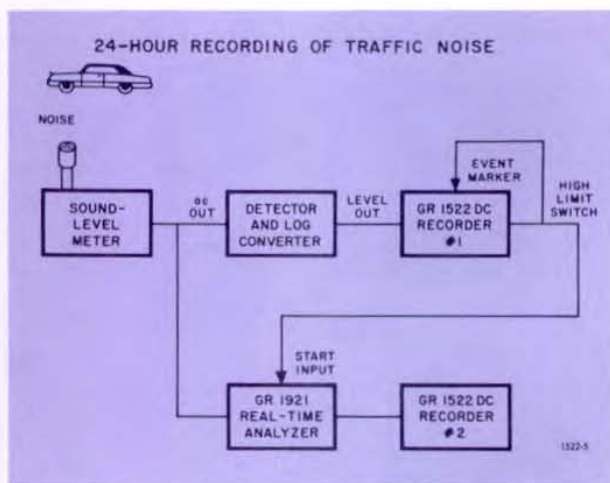 24-HOUR RECORDING OF TRAFFIC NOISE
NOISE
SOUND-
LEVEL
METER
OUT
DETECTOR
AND LOG
CONVERTER
LEVEL
OUT
EVENT
MARKER
GR 1522 DC
RECORDER
#1
HIGH
LIMIT
SWITCH
START
INPUT
GR 1921
REAL-TIME
ANALYZER
GR 1522 DC
RECORDER
#2
1522-5